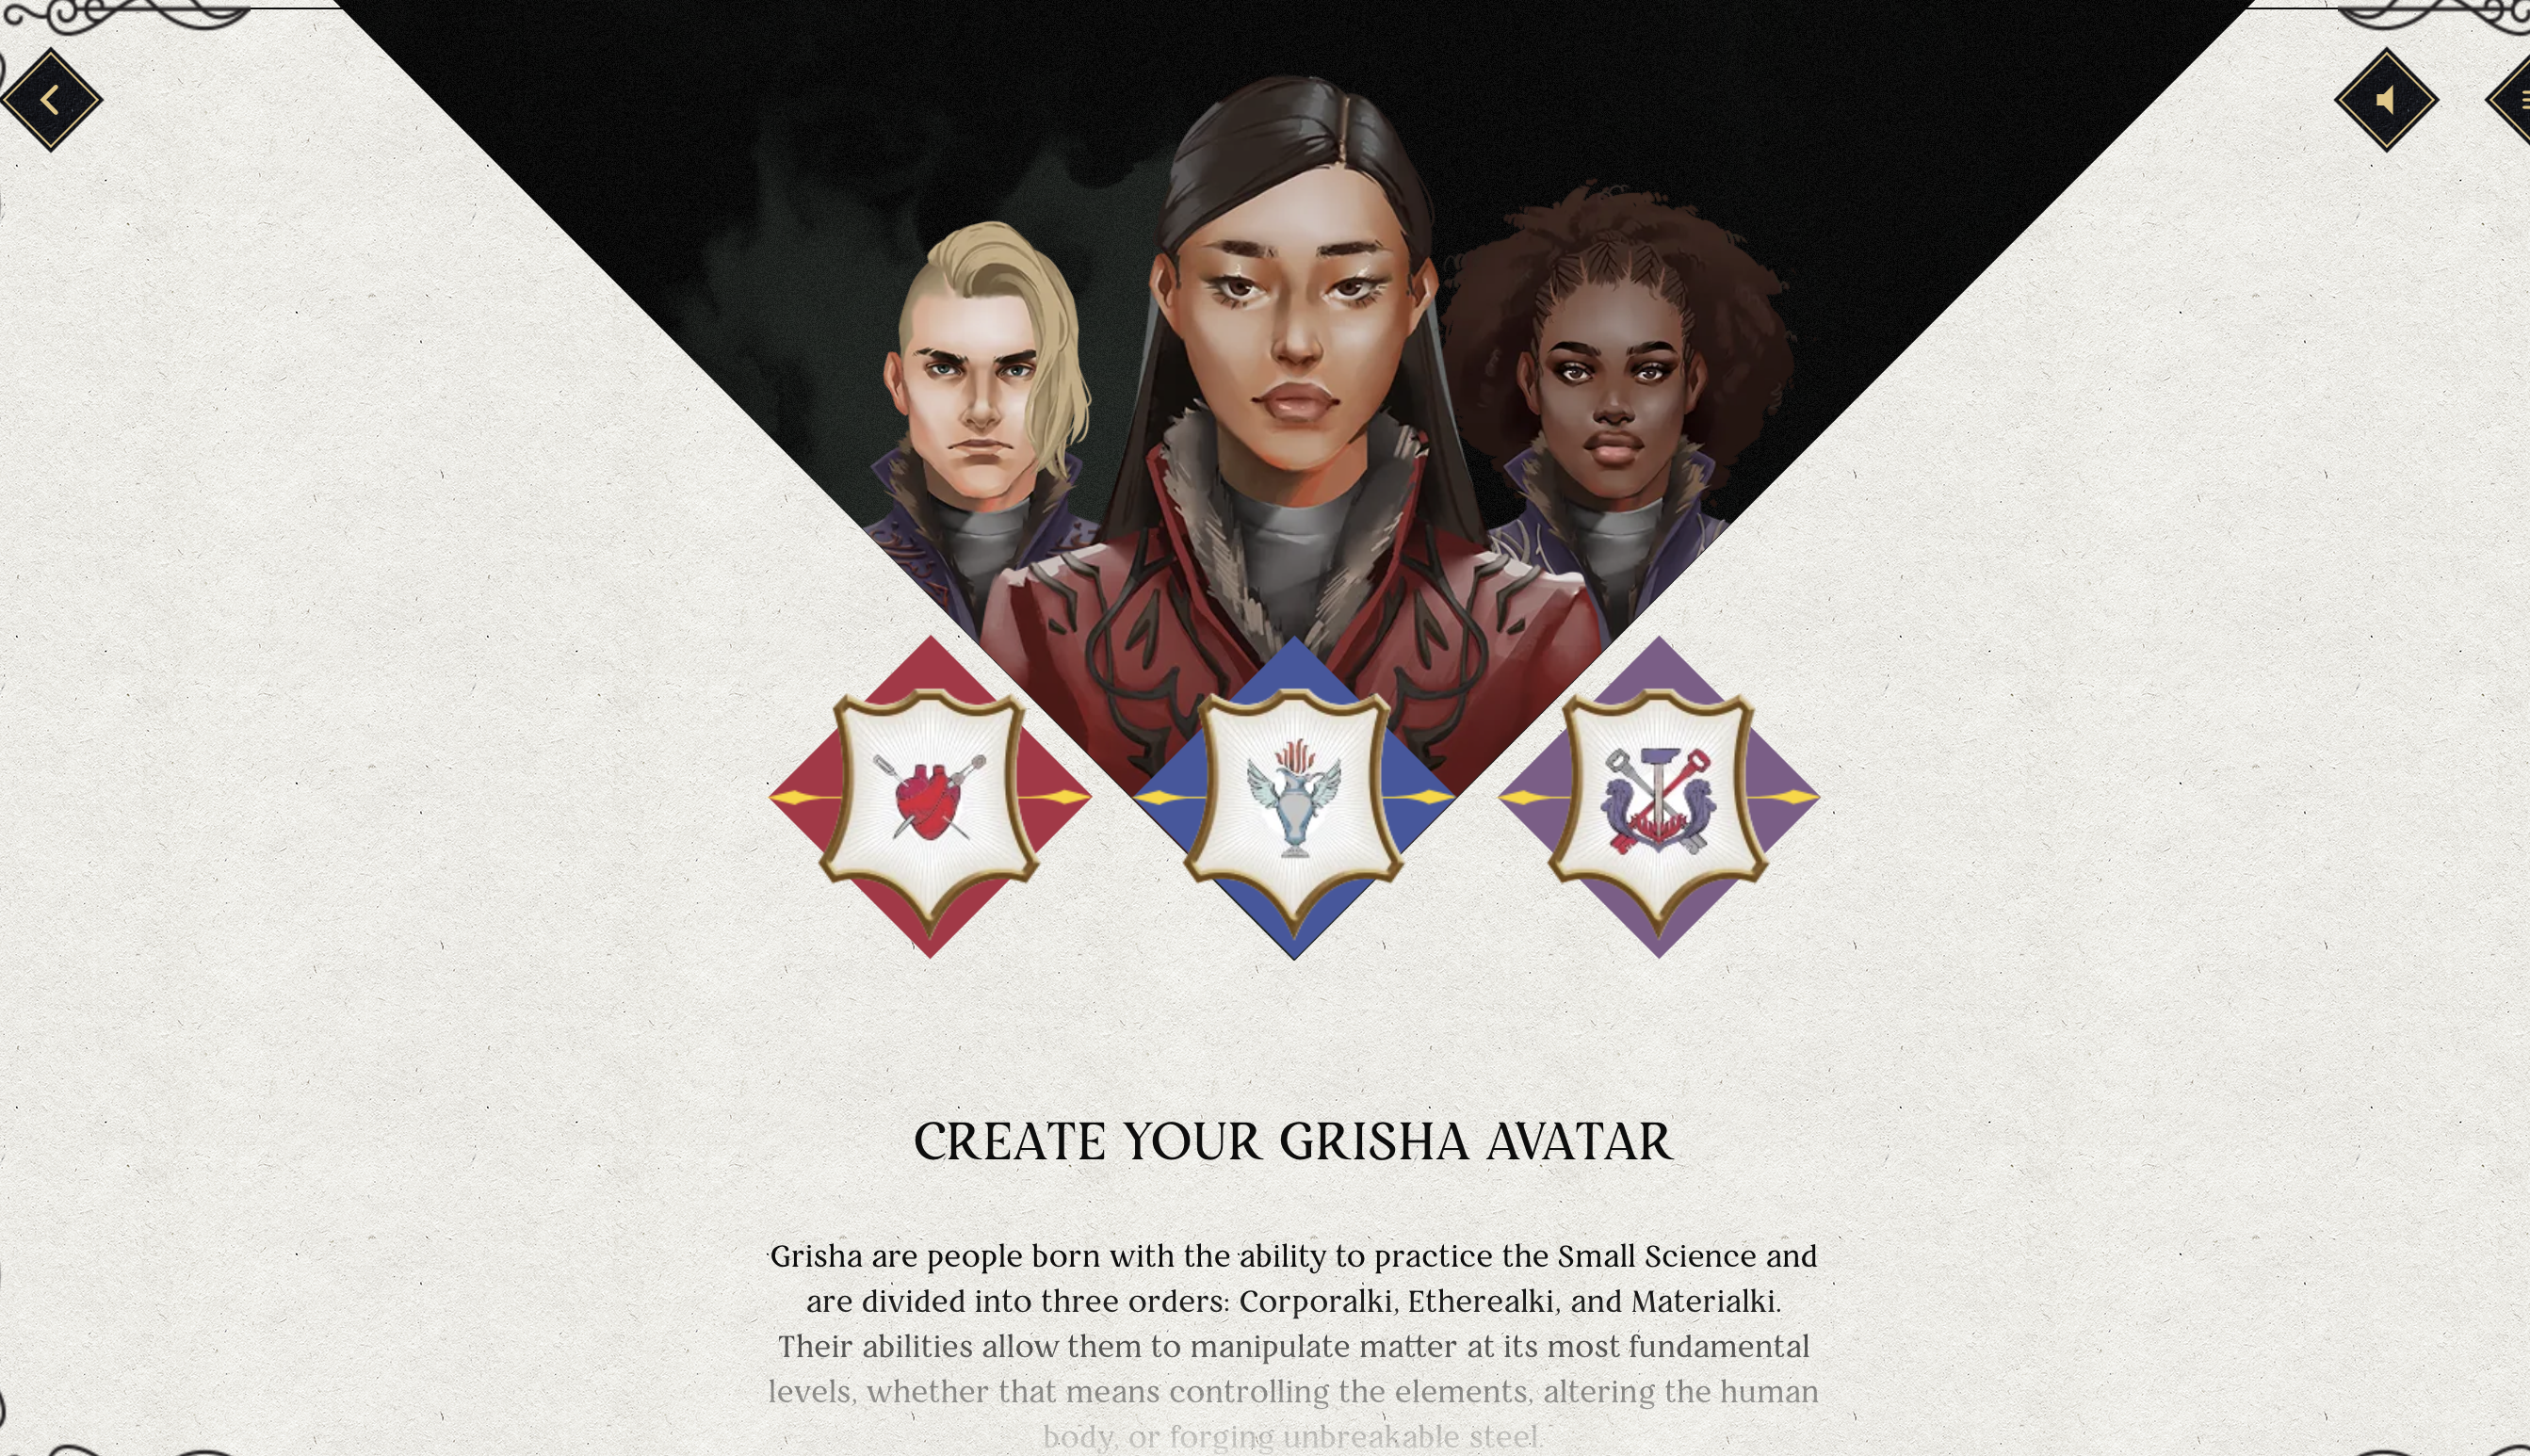 CREATE YOUR GRISHA AVATAR
Grisha are people born with the ability to practice the Small Science and
are divided into three orders: Corporalki, Etherealki, and Materialki.
Their abilities allow them to manipulate matter at its most fundamental
levels, whether that means controlling the elements, altering the human
body, or forging unbreakable steel.